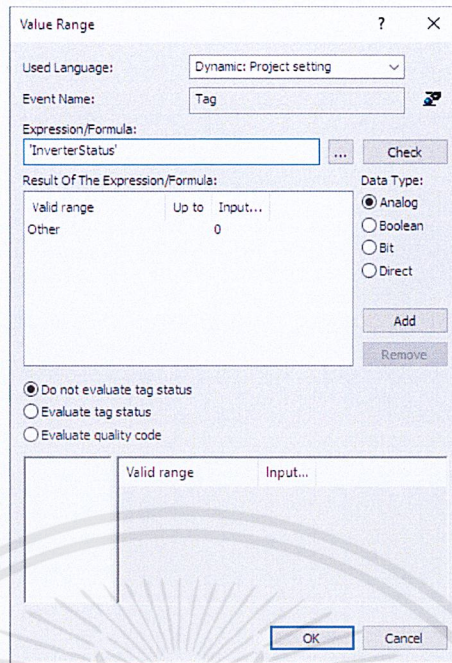 Value Range ? ×
Used Language: Dynamic: Project setting
Event Name: Tag
Expression/Formula:
'InverterStatus' ... Check
Result Of The Expression/Formula: Data Type:
Valid range Up to Input... Analog
Other 0 Boolean
Bit
Direct
Add
Remove
Do not evaluate tag status
Evaluate tag status
Evaluate quality code
Valid range Input...
OK Cancel